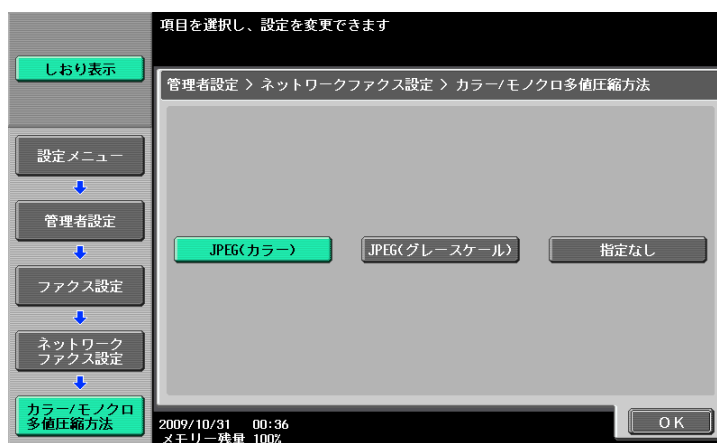 項目を選択し、設定を変更できます
しおり表示
管理者設定 > ネットワークファクス設定 > カラー/モノクロ多値圧縮方法
設定メニュー
管理者設定
ファクス設定
ネットワーク
ファクス設定
カラー/モノクロ
多値圧縮方法
JPEG(カラー)
JPEG(グレースケール)
指定なし
2009/10/31 00:36
メモリー残量 100%
OK